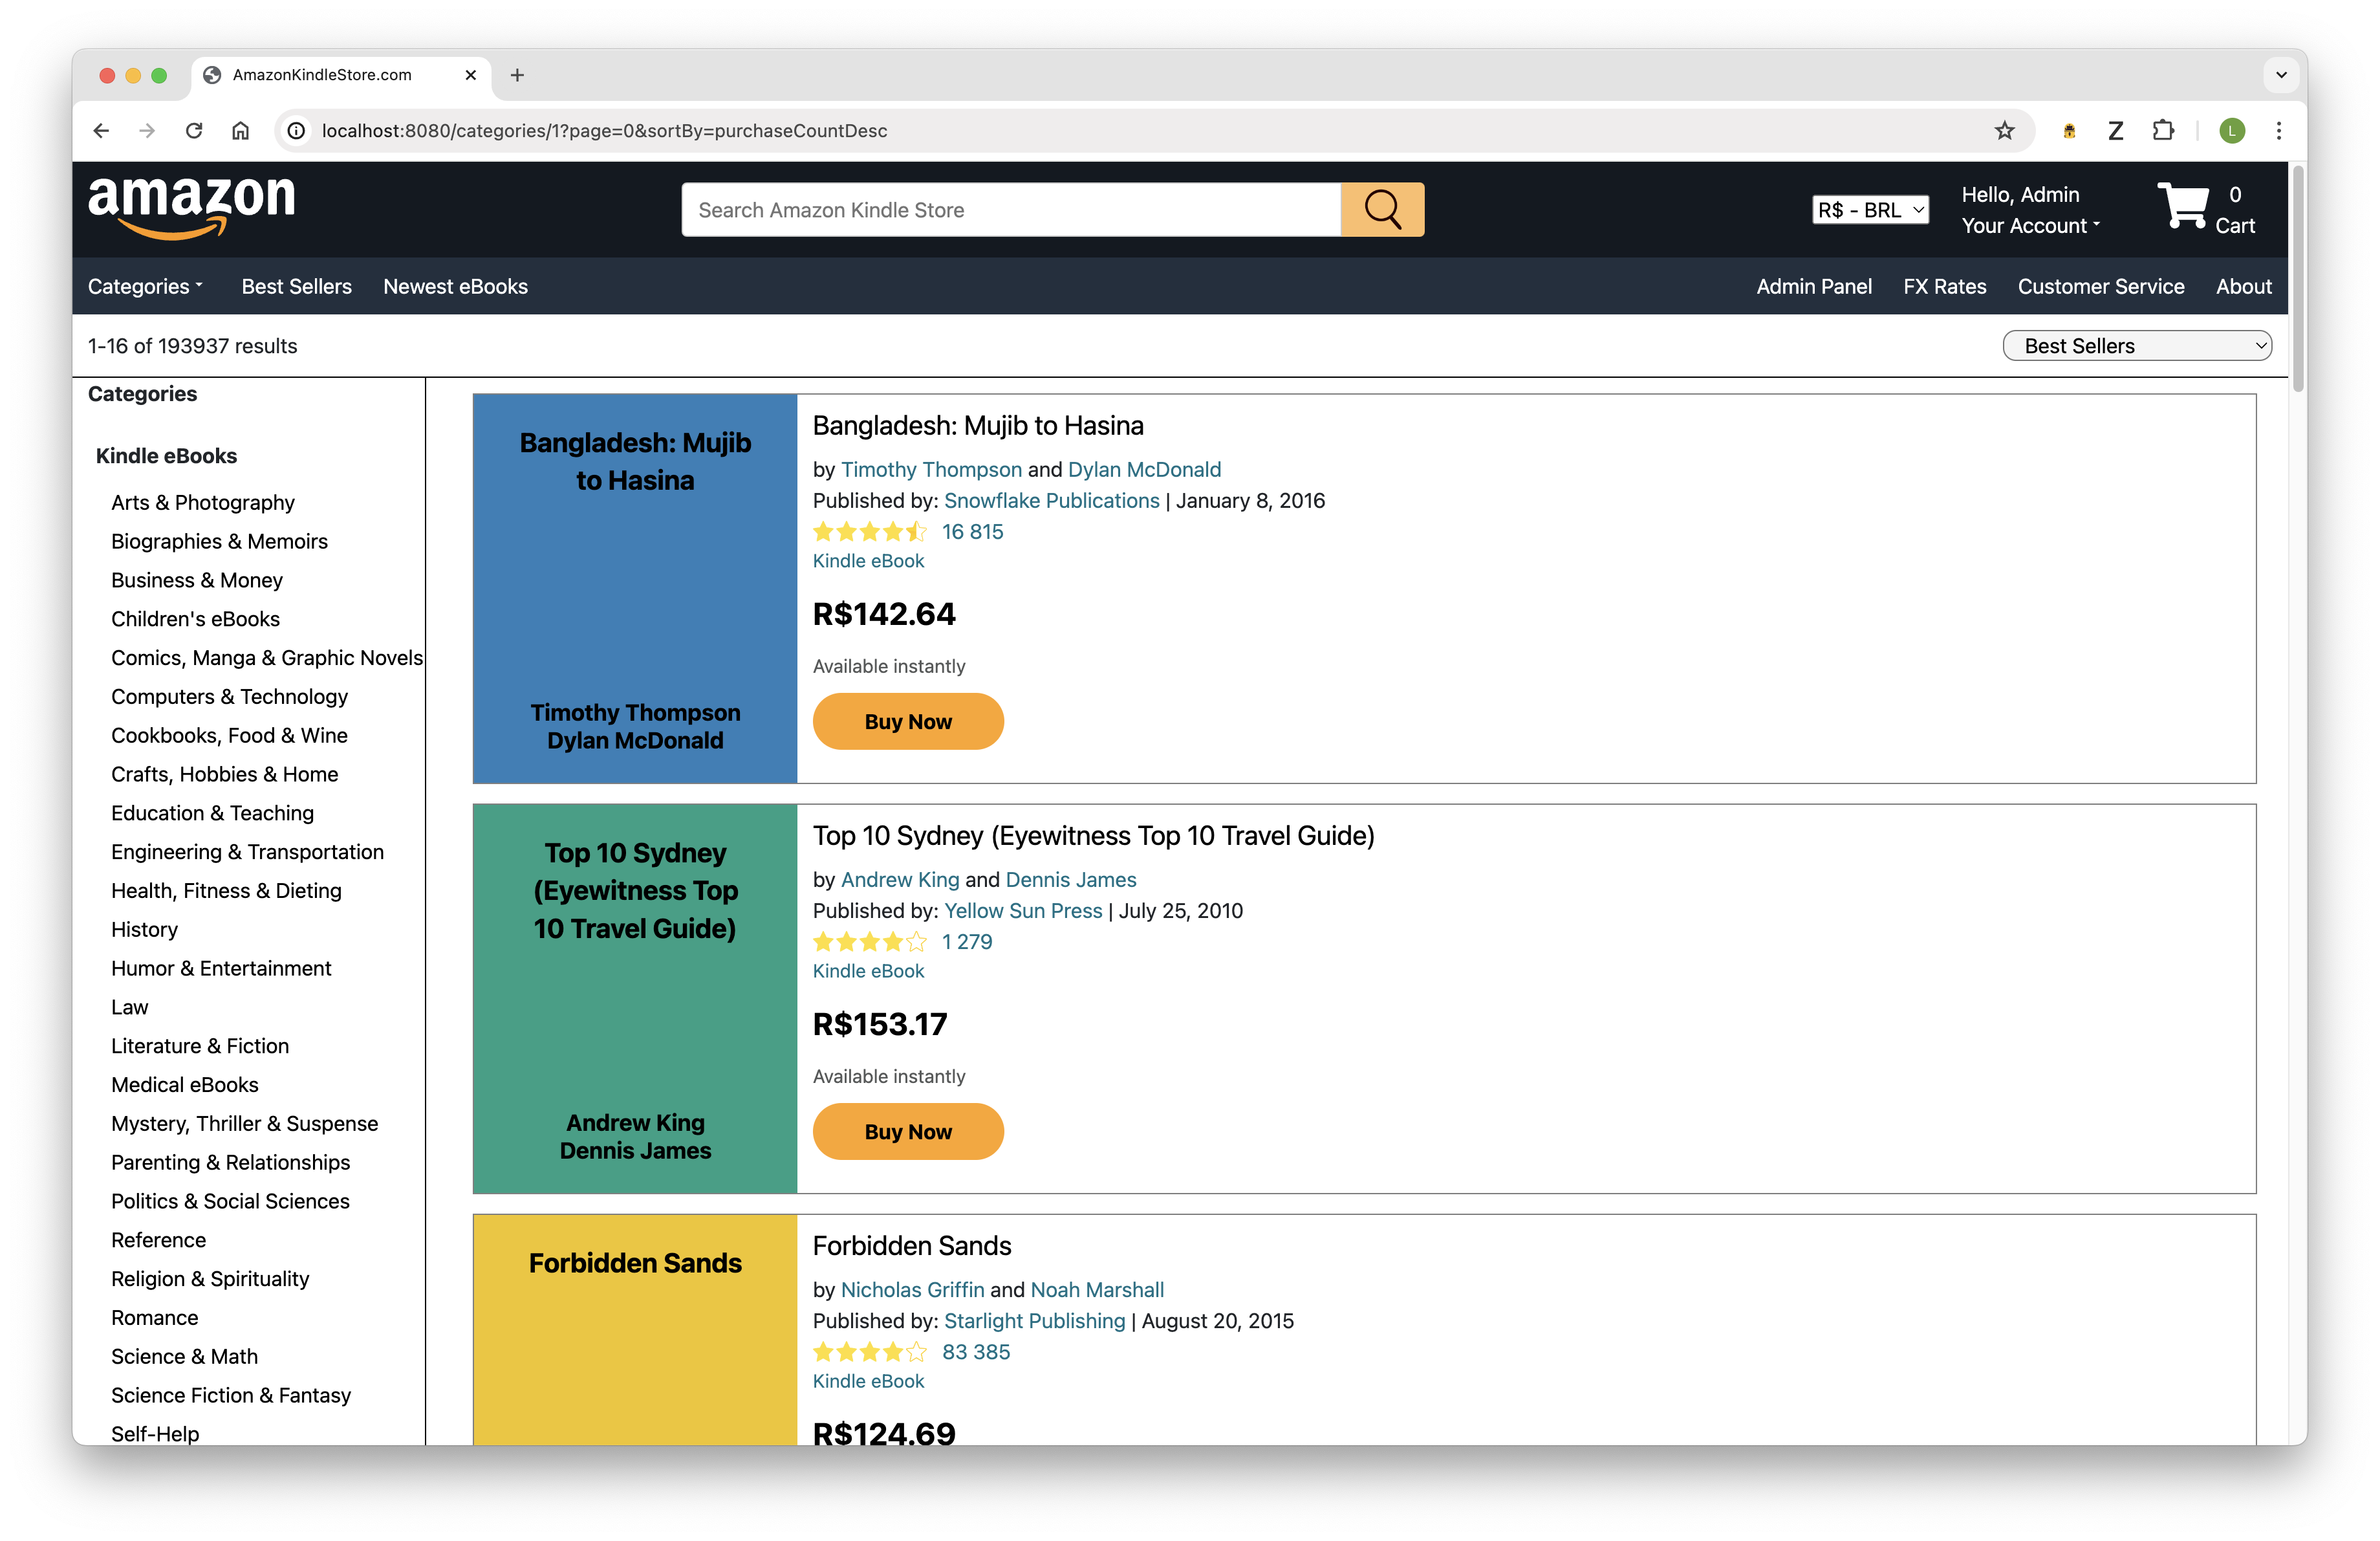 AmazonKindleStore.com
localhost:8080/categories/1?page=0&sortBy=purchaseCountDesc
Z
L
amazon
Search Amazon Kindle Store
R$ - BRL
Hello, Admin
Your Account
0
Cart
Categories
Best Sellers
Newest eBooks
Admin Panel
FX Rates
Customer Service
About
1-16 of 193937 results
Best Sellers
Categories
Kindle eBooks
Arts & Photography
Biographies & Memoirs
Business & Money
Children's eBooks
Comics, Manga & Graphic Novels
Computers & Technology
Cookbooks, Food & Wine
Crafts, Hobbies & Home
Education & Teaching
Engineering & Transportation
Health, Fitness & Dieting
History
Humor & Entertainment
Law
Literature & Fiction
Medical eBooks
Mystery, Thriller & Suspense
Parenting & Relationships
Politics & Social Sciences
Reference
Religion & Spirituality
Romance
Science & Math
Science Fiction & Fantasy
Self-Help
Bangladesh: Mujib
to Hasina
Timothy Thompson
Dylan McDonald
Bangladesh: Mujib to Hasina
by Timothy Thompson and Dylan McDonald
Published by: Snowflake Publications | January 8, 2016
16 815
Kindle eBook
R$142.64
Available instantly
Buy Now
Top 10 Sydney
(Eyewitness Top
10 Travel Guide)
Andrew King
Dennis James
Top 10 Sydney (Eyewitness Top 10 Travel Guide)
by Andrew King and Dennis James
Published by: Yellow Sun Press | July 25, 2010
1 279
Kindle eBook
R$153.17
Available instantly
Buy Now
Forbidden Sands
Forbidden Sands
by Nicholas Griffin and Noah Marshall
Published by: Starlight Publishing | August 20, 2015
83 385
Kindle eBook
R$124.69